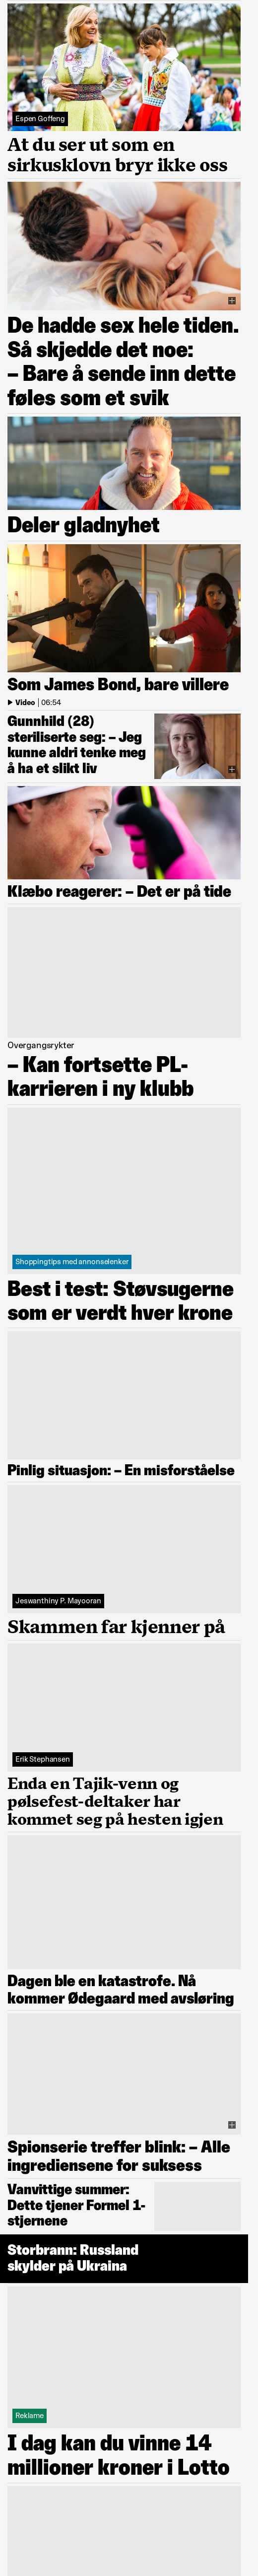 Espen Goffeng
At du ser ut som en
sirkusklovn bryr ikke oss
De hadde sex hele tiden.
Så skjedde det noe:
– Bare å sende inn dette
føles som et svik
Deler gladnyhet
Som James Bond, bare villere
Video | 06:54
Gunnhild (28)
steriliserte seg: – Jeg
kunne aldri tenke meg
å ha et slikt liv
Klæbo reagerer: – Det er på tide
Overgangsrykter
– Kan fortsette PL-
karrieren i ny klubb
Shoppingtips med annonselenker
Best i test: Støvsugerne
som er verdt hver krone
Pinlig situasjon: – En misforståelse
Jeswanthiny P. Mayooran
Skammen far kjenner på
Erik Stephansen
Enda en Tajik-venn og
pølsefest-deltaker har
kommet seg på hesten igjen
Dagen ble en katastrofe. Nå
kommer Ødegaard med avsløring
Spionserie treffer blink: – Alle
ingrediensene for suksess
Vanvittige summer:
Dette tjener Formel 1-
stjernene
Storbrann: Russland
skylder på Ukraina
Reklame
I dag kan du vinne 14
millioner kroner i Lotto